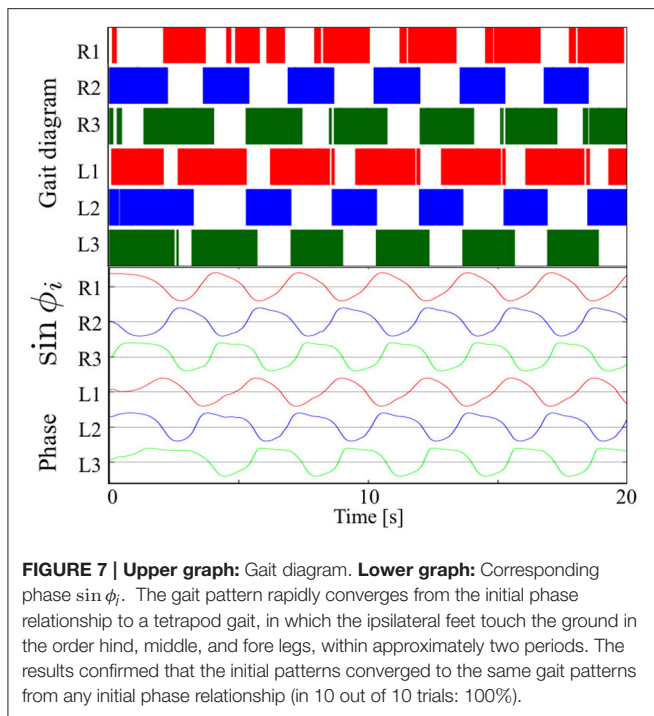 Gait diagram
R1
R2
R3
L1
L2
L3
Phase sin ϕi
R1
R2
R3
L1
L2
L3
0 10 20
Time [s]
FIGURE 7 | Upper graph: Gait diagram. Lower graph: Corresponding
phase sin ϕj. The gait pattern rapidly converges from the initial phase
relationship to a tetrapod gait, in which the ipsilateral feet touch the ground in
the order hind, middle, and fore legs, within approximately two periods. The
results confirmed that the initial patterns converged to the same gait patterns
from any initial phase relationship (in 10 out of 10 trials: 100%).